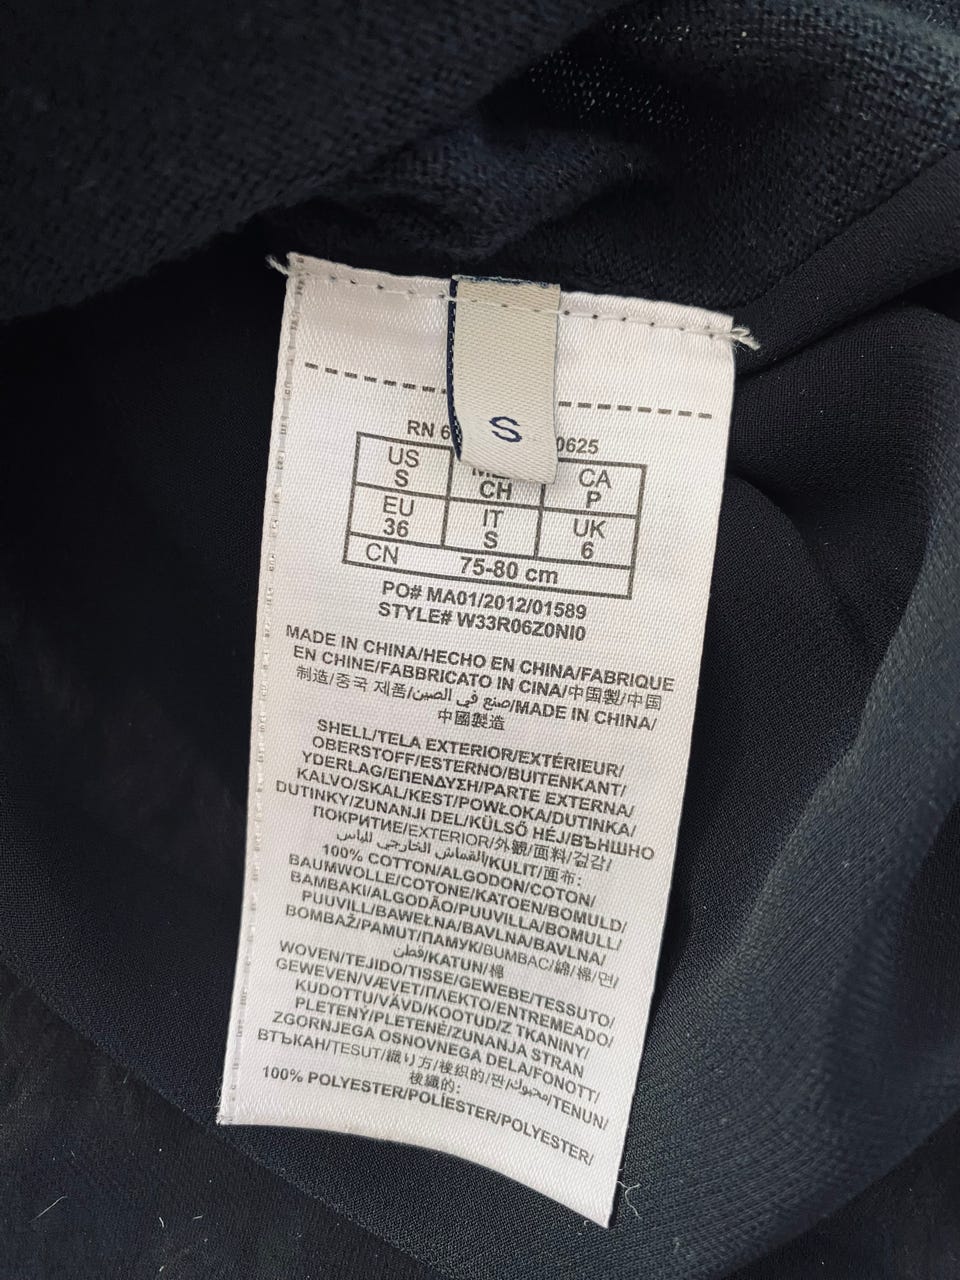 S
RN 6 0625
US
S
CH
CA
P
EU
36
IT
S
UK
6
CN 75-80 cm
PO# MA01/2012/01589
STYLE# W33R06Z0NI0
MADE IN CHINA/HECHO EN CHINA/FABRIQUE
EN CHINE/FABBRICATO IN CINA/中国製/中国
制造/중국 제품/صنع في الصين/MADE IN CHINA/
中國製造
SHELL/TELA EXTERIOR/EXTÉRIEUR/
OBERSTOFF/ESTERNO/BUITENKANT/
YDERLAG/ΕΠΕΝΔΥΣΗ/PARTE EXTERNA/
KALVO/SKAL/KEST/POWŁOKA/DUTINKA/
DUTINKY/ZUNANJI DEL/KÜLSŐ HÉJ/ВЪНШНО
ПОКРИТИЕ/EXTERIOR/外観/面料/겉감/
القماش الخارجي للباس/KULIT/画布:
100% COTTON/ALGODON/COTON/
BAUMWOLLE/COTONE/KATOEN/BOMULD/
BAMBAKI/ALGODÃO/PUUVILLA/BOMULL/
PUUVILL/BAWEŁNA/BAVLNA/BAVLNA/
BOMBAŽ/PAMUT/ПАМУК/BUMBAC/綿/棉/면/
قطن/KATUN/棉
WOVEN/TEJIDO/TISSE/GEWEBE/TESSUTO/
GEWEVEN/VÆVET/ΠΛΕΚΤΟ/ENTREMEADO/
KUDOTTU/VÄVD/KOOTUD/Z TKANINY/
PLETENÝ/PLETENÉ/ZUNANJA STRAN
ZGORNJEGA OSNOVNEGA DELA/FONOTT/
ВТЪКАН/TESUT/織り方/梭织的/짠/محبوك/TENUN/
梭織的:
100% POLYESTER/POLÍESTER/POLYESTER/